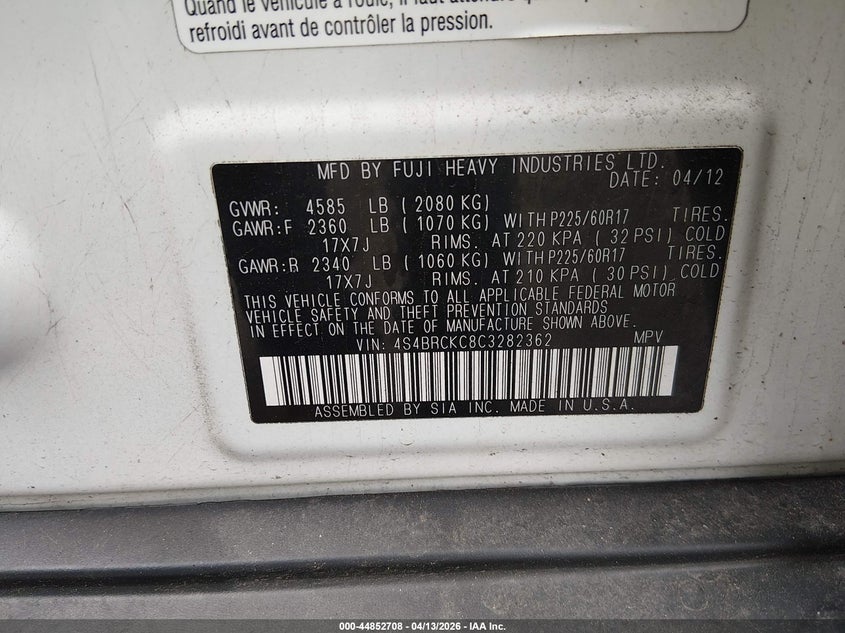 Quand le véhicule a roulé, il faut attendre
refroidi avant de contrôler la pression.
MFD BY FUJI HEAVY INDUSTRIES LTD.
DATE: 04/12
GVWR: 4585 LB (2080 KG)
GAWR:F 2360 LB (1070 KG) WITH P225/60R17 TIRES.
17X7J RIMS. AT 220 KPA (32 PSI) COLD
GAWR:R 2340 LB (1060 KG) WITH P225/60R17 TIRES.
17X7J RIMS. AT 210 KPA (30 PSI) COLD
THIS VEHICLE CONFORMS TO ALL APPLICABLE FEDERAL MOTOR
VEHICLE SAFETY AND THEFT PREVENTION STANDARDS
IN EFFECT ON THE DATE OF MANUFACTURE SHOWN ABOVE.
VIN: 4S4BRCKC8C3282362 MPV
ASSEMBLED BY SIA INC. MADE IN U.S.A.
000-44852708 - 04/13/2026 - IAA Inc.